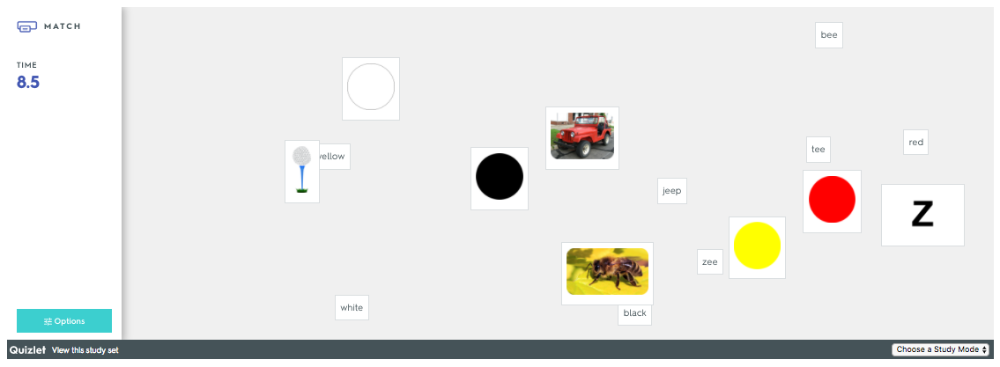 MATCH
TIME
8.5
bee
red
tee
yellow
jeep
Z
zee
white
black
Options
Quizlet View this study set
Choose a Study Mode